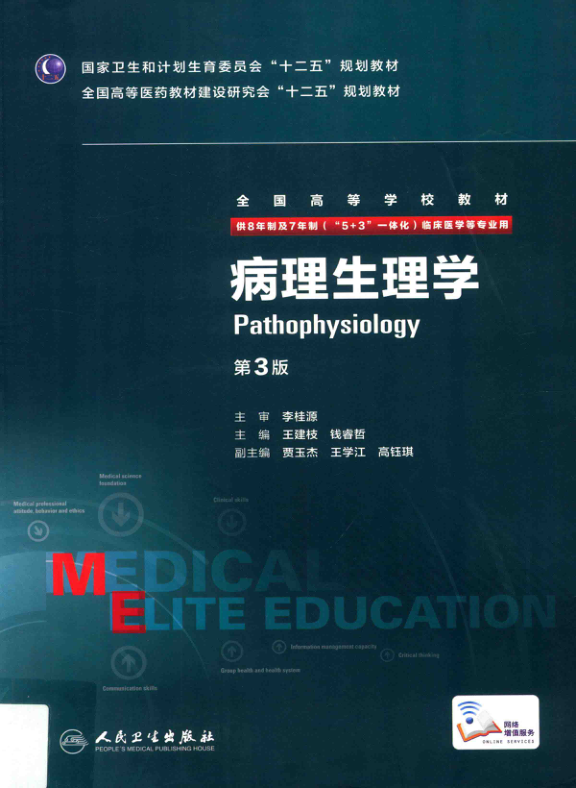 国家卫生和计划生育委员会“十二五”规划教材
全国高等医药教材建设研究会“十二五”规划教材
全国高等学校教材
供8年制及7年制(“5+3”一体化)临床医学等专业用
病理生理学
Pathophysiology
第3版
主审 李桂源
主编 王建枝 钱睿哲
副主编 贾玉杰 王学江 高钰琪
Medical science
foundation
Medical professional
attitude, behavior and ethics
Clinical skills
MEDICAL
ELITE EDUCATION
Information management capacity
Critical thinking
Group health and health system
Communication skills
人民卫生出版社
PEOPLE'S MEDICAL PUBLISHING HOUSE
网络
增值服务
ONLINE SERVICES